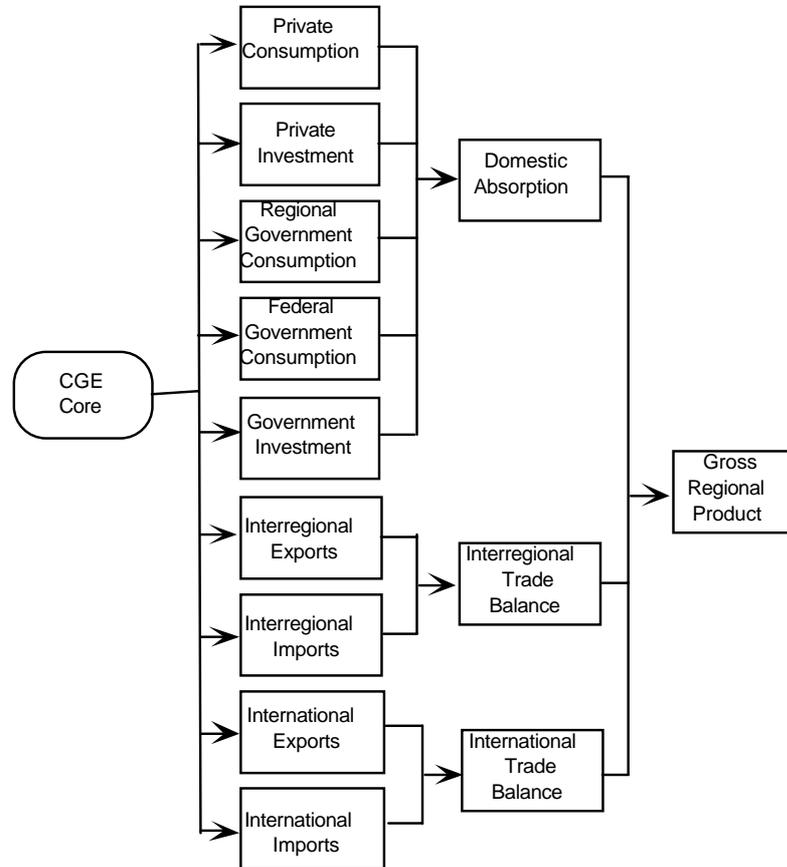 Private
Consumption
Private
Investment
Domestic
Absorption
Regional
Government
Consumption
Federal
Government
Consumption
CGE
Core
Government
Investment
Gross
Regional
Product
Interregional
Exports
Interregional
Trade
Balance
Interregional
Imports
International
Exports
International
Trade
Balance
International
Imports